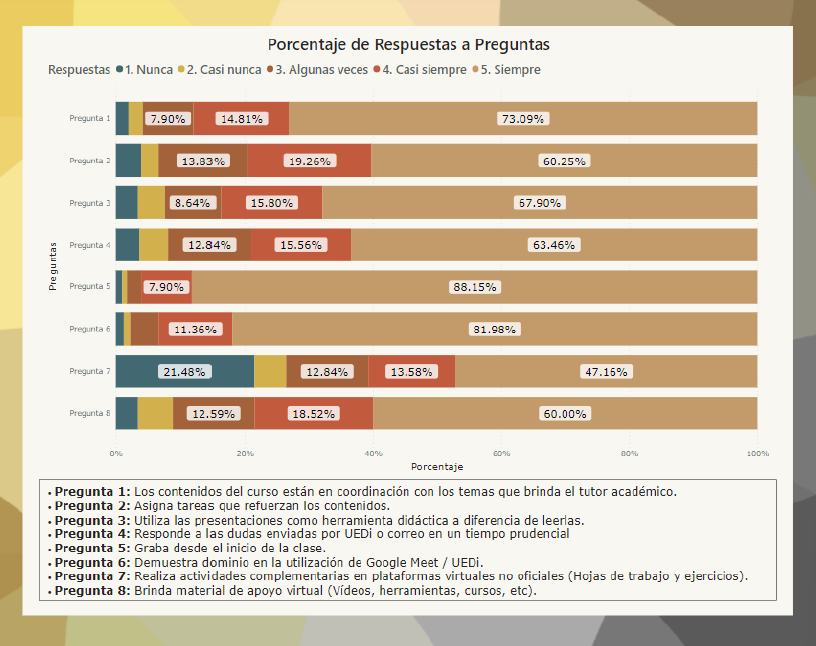 Porcentaje de Respuestas a Preguntas
Respuestas 1. Nunca 2. Casi nunca 3. Algunas veces 4. Casi siempre 5. Siempre
Preguntas
Pregunta 1 7.90% 14.81% 73.09%
Pregunta 2 13.83% 19.26% 60.25%
Pregunta 3 8.64% 15.80% 67.90%
Pregunta 4 12.84% 15.56% 63.46%
Pregunta 5 7.90% 88.15%
Pregunta 6 11.36% 81.98%
Pregunta 7 21.48% 12.84% 13.58% 47.16%
Pregunta 8 12.59% 18.52% 60.00%
0% 20% 40% 60% 80% 100%
Porcentaje
• Pregunta 1: Los contenidos del curso están en coordinación con los temas que brinda el tutor académico.
• Pregunta 2: Asigna tareas que refuerzan los contenidos.
• Pregunta 3: Utiliza las presentaciones como herramienta didáctica a diferencia de leerlas.
• Pregunta 4: Responde a las dudas enviadas por UEDi o correo en un tiempo prudencial
• Pregunta 5: Graba desde el inicio de la clase.
• Pregunta 6: Demuestra dominio en la utilización de Google Meet / UEDi.
• Pregunta 7: Realiza actividades complementarias en plataformas virtuales no oficiales (Hojas de trabajo y ejercicios).
• Pregunta 8: Brinda material de apoyo virtual (Vídeos, herramientas, cursos, etc).